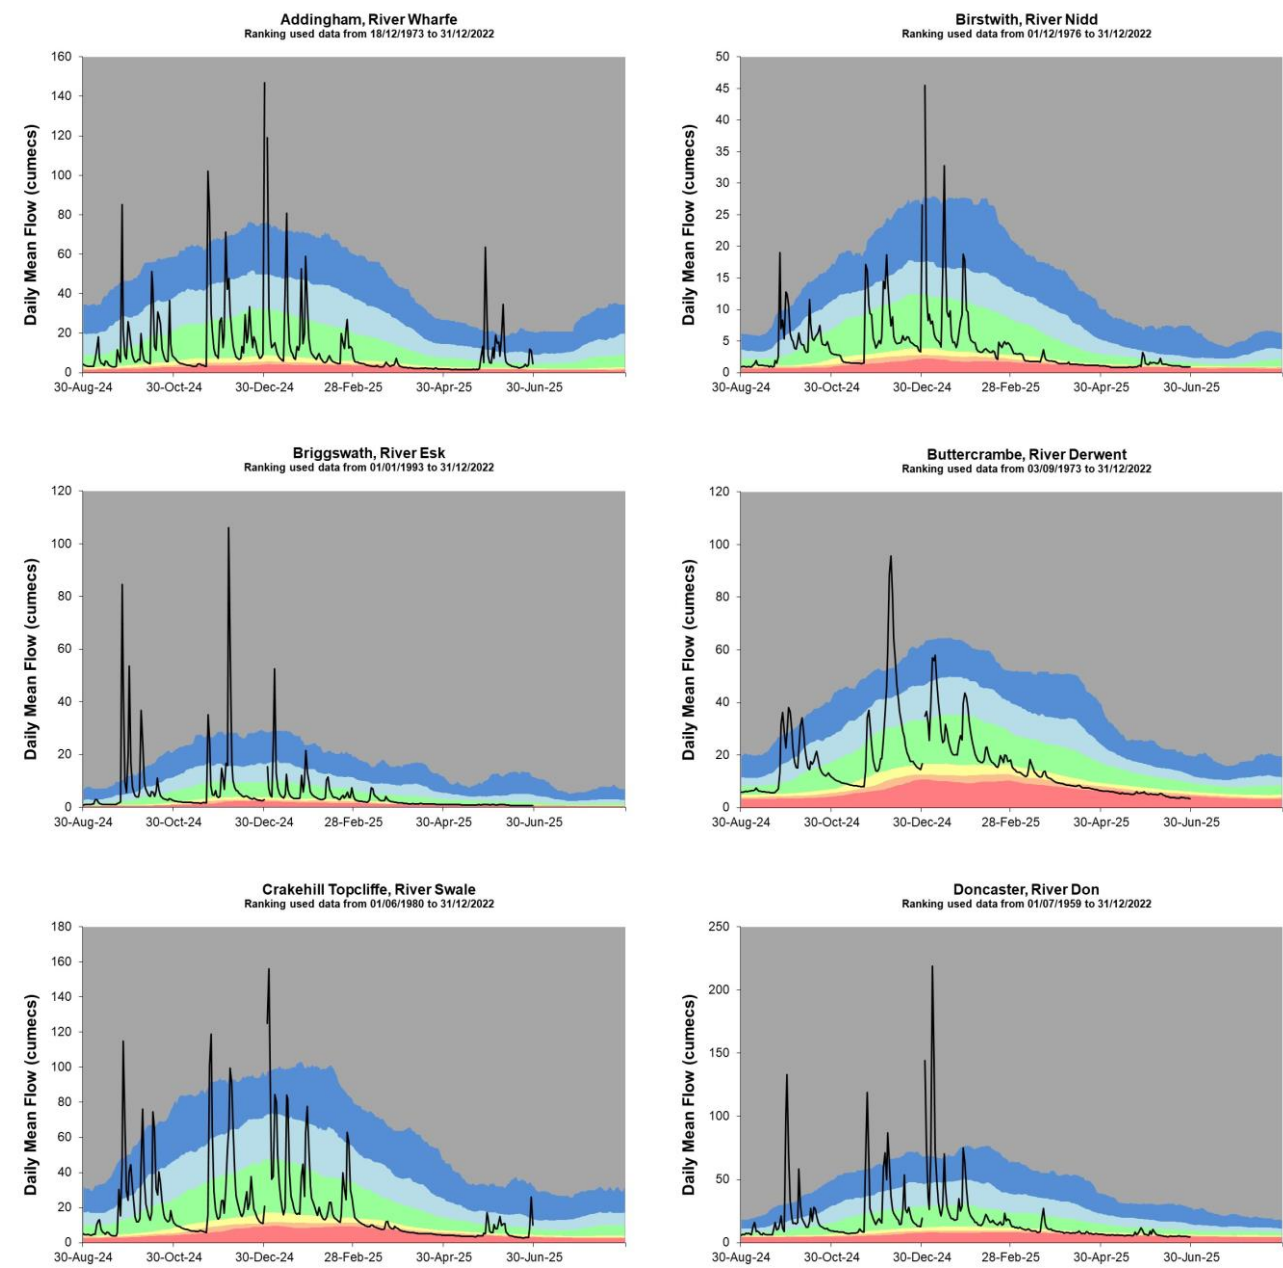 Addingham, River Wharfe
Ranking used data from 18/12/1973 to 31/12/2022
Daily Mean Flow (cumecs)
160
140
120
100
80
60
40
20
0
30-Aug-24 30-Oct-24 30-Dec-24 28-Feb-25 30-Apr-25 30-Jun-25
Birstwith, River Nidd
Ranking used data from 01/12/1976 to 31/12/2022
Daily Mean Flow (cumecs)
50
45
40
35
30
25
20
15
10
5
0
30-Aug-24 30-Oct-24 30-Dec-24 28-Feb-25 30-Apr-25 30-Jun-25
Briggswath, River Esk
Ranking used data from 01/01/1993 to 31/12/2022
Daily Mean Flow (cumecs)
120
100
80
60
40
20
0
30-Aug-24 30-Oct-24 30-Dec-24 28-Feb-25 30-Apr-25 30-Jun-25
Buttercrambe, River Derwent
Ranking used data from 03/09/1973 to 31/12/2022
Daily Mean Flow (cumecs)
120
100
80
60
40
20
0
30-Aug-24 30-Oct-24 30-Dec-24 28-Feb-25 30-Apr-25 30-Jun-25
Crakehill Topcliffe, River Swale
Ranking used data from 01/06/1980 to 31/12/2022
Daily Mean Flow (cumecs)
180
160
140
120
100
80
60
40
20
0
30-Aug-24 30-Oct-24 30-Dec-24 28-Feb-25 30-Apr-25 30-Jun-25
Doncaster, River Don
Ranking used data from 01/07/1959 to 31/12/2022
Daily Mean Flow (cumecs)
250
200
150
100
50
0
30-Aug-24 30-Oct-24 30-Dec-24 28-Feb-25 30-Apr-25 30-Jun-25